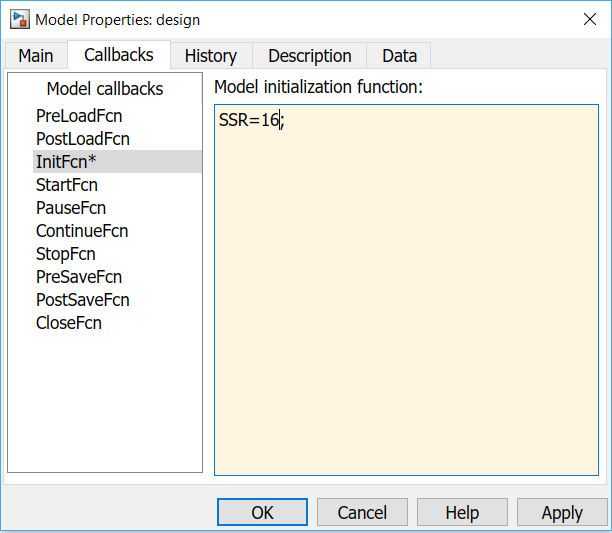 Model Properties: design
Main Callbacks History Description Data
Model callbacks
PreLoadFcn
PostLoadFcn
InitFcn*
StartFcn
PauseFcn
ContinueFcn
StopFcn
PreSaveFcn
PostSaveFcn
CloseFcn
Model initialization function:
SSR=16;
OK Cancel Help Apply